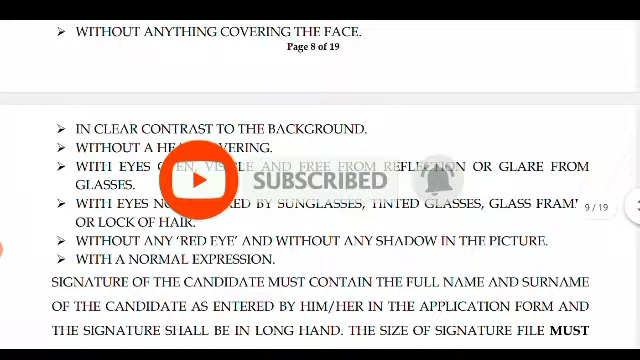 ➤ WITHOUT ANYTHING COVERING THE FACE.
Page 8 of 19
➤ IN CLEAR CONTRAST TO THE BACKGROUND.
➤ WITHOUT A
➤ WITH EYES AND FREE FROM REFLECTION OR GLARE FROM
GLASSES.
➤ WITH EYES BY SUNGLASSES, TINTED GLASSES, GLASS
OR LOCK OF HAIR.
9 / 19
➤ WITHOUT ANY ‘RED EYE’ AND WITHOUT ANY SHADOW IN THE PICTURE.
➤ WITH A NORMAL EXPRESSION.
SIGNATURE OF THE CANDIDATE MUST CONTAIN THE FULL NAME AND SURNAME
OF THE CANDIDATE AS ENTERED BY HIM/HER IN THE APPLICATION FORM AND
THE SIGNATURE SHALL BE IN LONG HAND. THE SIZE OF SIGNATURE FILE MUST
SUBSCRIBED